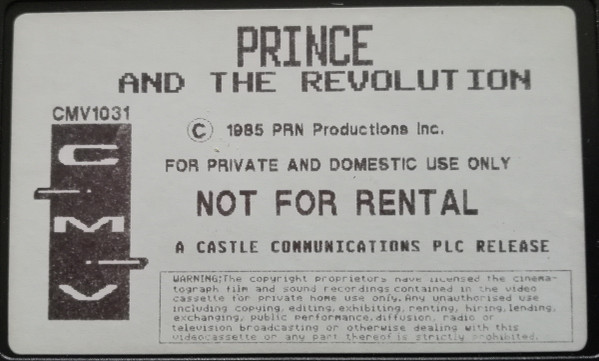 PRINCE
AND THE REVOLUTION
CMV1031
© 1985 PRN Productions Inc.
FOR PRIVATE AND DOMESTIC USE ONLY
NOT FOR RENTAL
A CASTLE COMMUNICATIONS PLC RELEASE
CMV
WARNING:The copyright proprietors have licensed the cinema-
tograph film and sound recordings contained in the video
cassette for private home use only. Any unauthorised use
including copying, editing, exhibiting, renting, hiring, lending,
exchanging, public performance, diffusion, radio or
television broadcasting or otherwise dealing with this
videocassette or any part thereof is strictly prohibited.